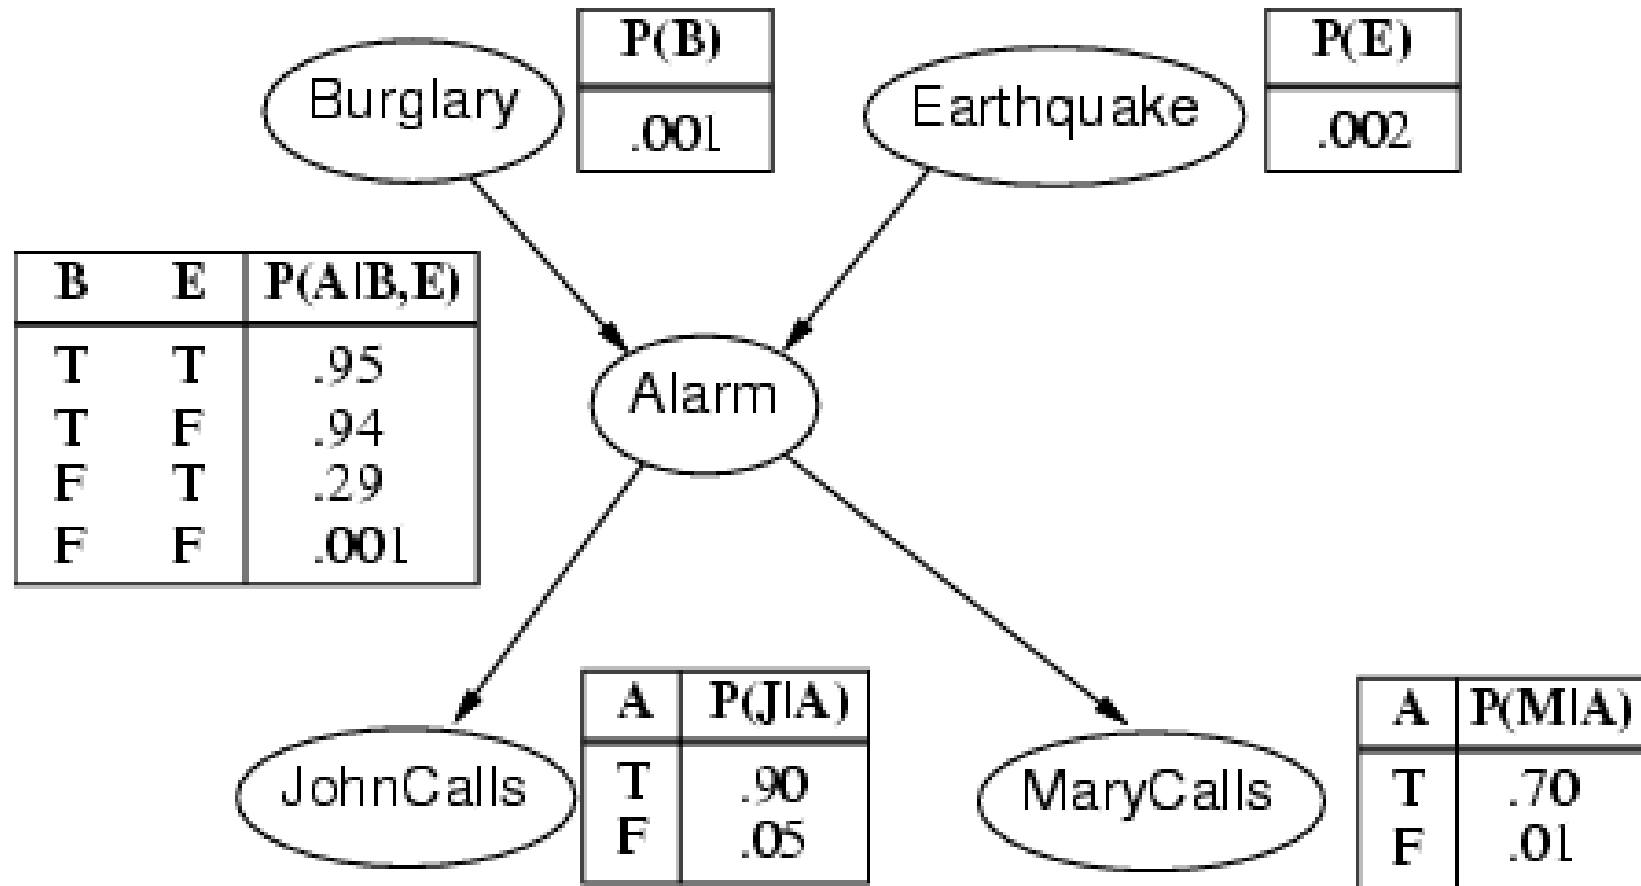 Burglary
P(B)
.001
Earthquake
P(E)
.002
B E P(A|B,E)
T T .95
T F .94
F T .29
F F .001
Alarm
JohnCalls
A P(J|A)
T .90
F .05
MaryCalls
A P(M|A)
T .70
F .01